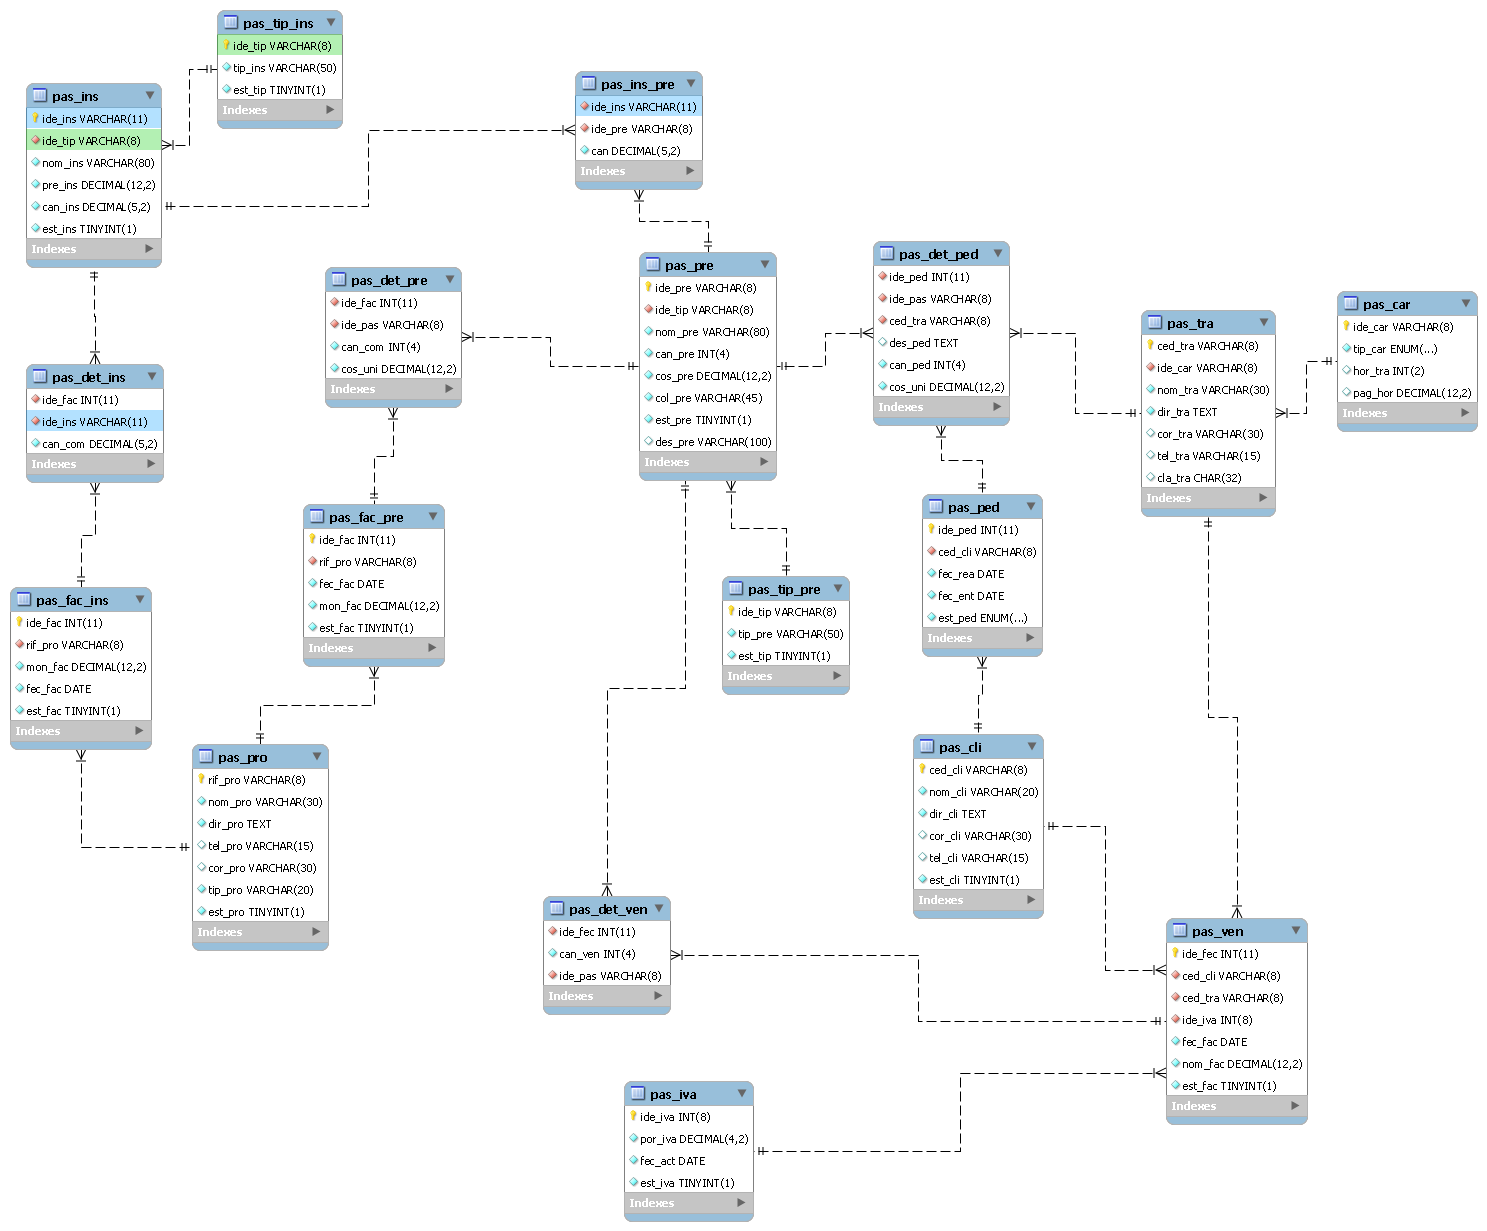 pas_tip_ins
ide_tip VARCHAR(8)
tip_ins VARCHAR(50)
est_tip TINYINT(1)
Indexes
pas_ins
ide_ins VARCHAR(11)
ide_tip VARCHAR(8)
nom_ins VARCHAR(80)
pre_ins DECIMAL(12,2)
can_ins DECIMAL(5,2)
est_ins TINYINT(1)
Indexes
pas_ins_pre
ide_ins VARCHAR(11)
ide_pre VARCHAR(8)
can DECIMAL(5,2)
Indexes
pas_det_pre
ide_fac INT(11)
ide_pas VARCHAR(8)
can_com INT(4)
cos_uni DECIMAL(12,2)
Indexes
pas_pre
ide_pre VARCHAR(8)
ide_tip VARCHAR(8)
nom_pre VARCHAR(80)
can_pre INT(4)
cos_pre DECIMAL(12,2)
col_pre VARCHAR(45)
est_pre TINYINT(1)
des_pre VARCHAR(100)
Indexes
pas_det_ped
ide_ped INT(11)
ide_pas VARCHAR(8)
ced_tra VARCHAR(8)
des_ped TEXT
can_ped INT(4)
cos_uni DECIMAL(12,2)
Indexes
pas_tra
ced_tra VARCHAR(8)
ide_car VARCHAR(8)
nom_tra VARCHAR(30)
dir_tra TEXT
cor_tra VARCHAR(30)
tel_tra VARCHAR(15)
cla_tra CHAR(32)
Indexes
pas_car
ide_car VARCHAR(8)
tip_car ENUM(...)
hor_tra INT(2)
pag_hor DECIMAL(12,2)
Indexes
pas_det_ins
ide_fac INT(11)
ide_ins VARCHAR(11)
can_com DECIMAL(5,2)
Indexes
pas_fac_pre
ide_fac INT(11)
rif_pro VARCHAR(8)
fec_fac DATE
mon_fac DECIMAL(12,2)
est_fac TINYINT(1)
Indexes
pas_ped
ide_ped INT(11)
ced_cli VARCHAR(8)
fec_rea DATE
fec_ent DATE
est_ped ENUM(...)
Indexes
pas_fac_ins
ide_fac INT(11)
rif_pro VARCHAR(8)
mon_fac DECIMAL(12,2)
fec_fac DATE
est_fac TINYINT(1)
Indexes
pas_tip_pre
ide_tip VARCHAR(8)
tip_pre VARCHAR(50)
est_tip TINYINT(1)
Indexes
pas_pro
rif_pro VARCHAR(8)
nom_pro VARCHAR(30)
dir_pro TEXT
tel_pro VARCHAR(15)
cor_pro VARCHAR(30)
tip_pro VARCHAR(20)
est_pro TINYINT(1)
Indexes
pas_cli
ced_cli VARCHAR(8)
nom_cli VARCHAR(20)
dir_cli TEXT
cor_cli VARCHAR(30)
tel_cli VARCHAR(15)
est_cli TINYINT(1)
Indexes
pas_det_ven
ide_fec INT(11)
can_ven INT(4)
ide_pas VARCHAR(8)
Indexes
pas_ven
ide_fec INT(11)
ced_cli VARCHAR(8)
ced_tra VARCHAR(8)
ide_iva INT(8)
fec_fac DATE
nom_fac DECIMAL(12,2)
est_fac TINYINT(1)
Indexes
pas_iva
ide_iva INT(8)
por_iva DECIMAL(4,2)
fec_act DATE
est_iva TINYINT(1)
Indexes